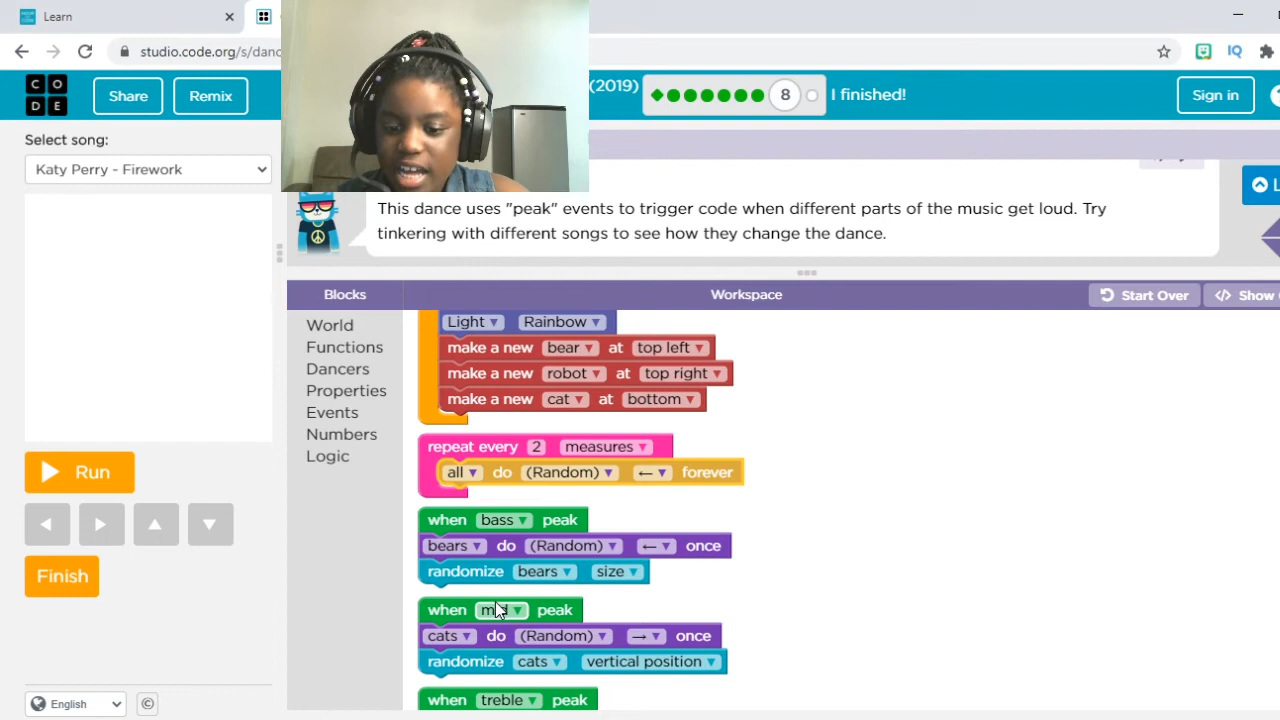 Learn
studio.code.org/s/danc
IQ
CODE
Share
Remix
(2019)
8
I finished!
Sign in
Select song:
Katy Perry - Firework
This dance uses "peak" events to trigger code when different parts of the music get loud. Try
tinkering with different songs to see how they change the dance.
Blocks
Workspace
Start Over
Show
World
Functions
Dancers
Properties
Events
Numbers
Logic
Light Rainbow
make a new bear at top left
make a new robot at top right
make a new cat at bottom
repeat every 2 measures
all do (Random) ← forever
when bass peak
bears do (Random) ← once
randomize bears size
when peak
cats do (Random) → once
randomize cats vertical position
when treble peak
Run
Finish
English
©